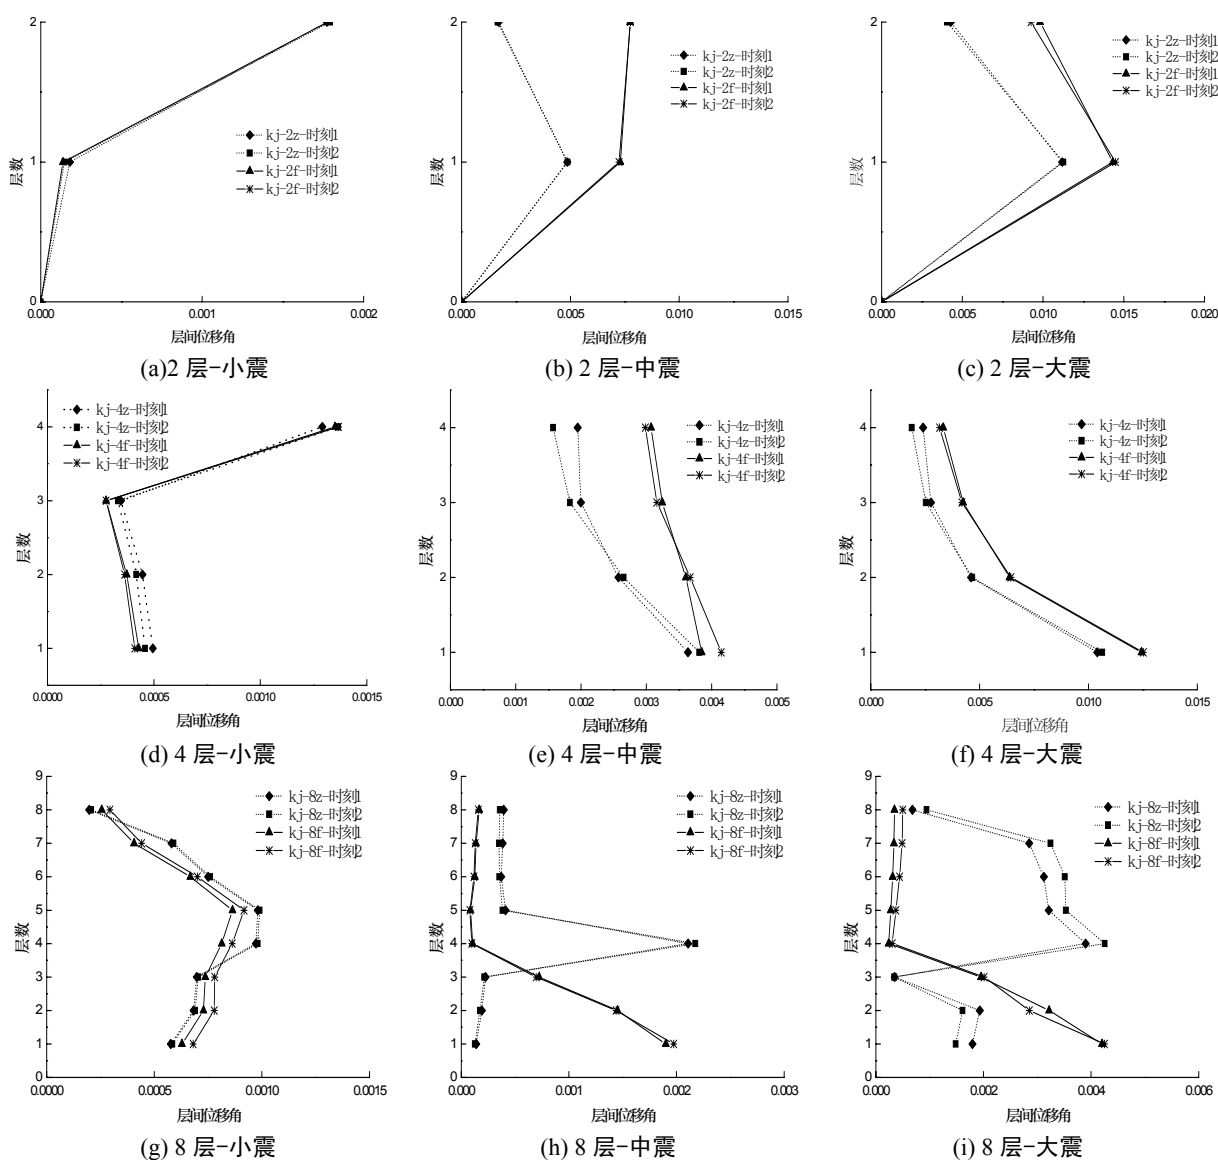 2
1
0
层数
kj-2z-时刻1
kj-2z-时刻2
kj-2f-时刻1
kj-2f-时刻2
0.000 0.001 0.002
层间位移角
(a)2 层-小震
2
1
0
层数
kj-2z-时刻1
kj-2z-时刻2
kj-2f-时刻1
kj-2f-时刻2
0.000 0.005 0.010 0.015
层间位移角
(b) 2 层-中震
2
1
0
层数
kj-2z-时刻1
kj-2z-时刻2
kj-2f-时刻1
kj-2f-时刻2
0.000 0.005 0.010 0.015 0.020
层间位移角
(c) 2 层-大震
4
3
2
1
层数
kj-4z-时刻1
kj-4z-时刻2
kj-4f-时刻1
kj-4f-时刻2
0.0000 0.0005 0.0010 0.0015
层间位移角
(d) 4 层-小震
4
3
2
1
层数
kj-4z-时刻1
kj-4z-时刻2
kj-4f-时刻1
kj-4f-时刻2
0.000 0.001 0.002 0.003 0.004 0.005
层间位移角
(e) 4 层-中震
4
3
2
1
层数
kj-4z-时刻1
kj-4z-时刻2
kj-4f-时刻1
kj-4f-时刻2
0.000 0.005 0.010 0.015
层间位移角
(f) 4 层-大震
9
8
7
6
5
4
3
2
1
0
层数
kj-8z-时刻1
kj-8z-时刻2
kj-8f-时刻1
kj-8f-时刻2
0.0000 0.0005 0.0010 0.0015
层间位移角
(g) 8 层-小震
9
8
7
6
5
4
3
2
1
0
层数
kj-8z-时刻1
kj-8z-时刻2
kj-8f-时刻1
kj-8f-时刻2
0.000 0.001 0.002 0.003
层间位移角
(h) 8 层-中震
9
8
7
6
5
4
3
2
1
0
层数
kj-8z-时刻1
kj-8z-时刻2
kj-8f-时刻1
kj-8f-时刻2
0.000 0.002 0.004 0.006
层间位移角
(i) 8 层-大震